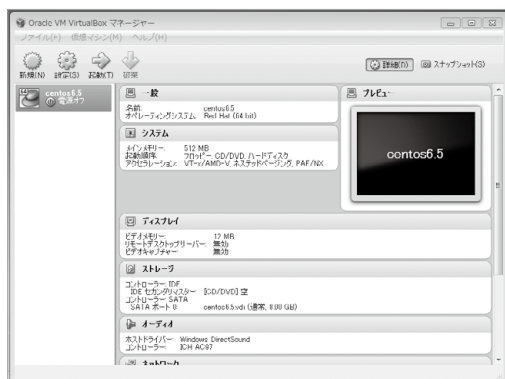 Oracle VM VirtualBox マネージャー
ファイル(F) 仮想マシン(M) ヘルプ(H)
新規(N) 設定(S) 起動(T) 破棄
詳細(D) スナップショット(S)
centos6.5
電源オフ
一般
名前: centos6.5
オペレーティングシステム: Red Hat (64 bit)
プレビュー
centos6.5
システム
メインメモリー: 512 MB
起動順序: フロッピー, CD/DVD, ハードディスク
アクセラレーション: VT-x/AMD-V, ネステッドページング, PAE/NX
ディスプレイ
ビデオメモリー: 12 MB
リモートデスクトップサーバー: 無効
ビデオキャプチャー: 無効
ストレージ
コントローラー: IDE
IDE セカンダリマスター: [CD/DVD] 空
コントローラー: SATA
SATA ポート 0: centos6.5.vdi (通常, 8.00 GB)
オーディオ
ホストドライバー: Windows DirectSound
コントローラー: ICH AC97
ネットワーク